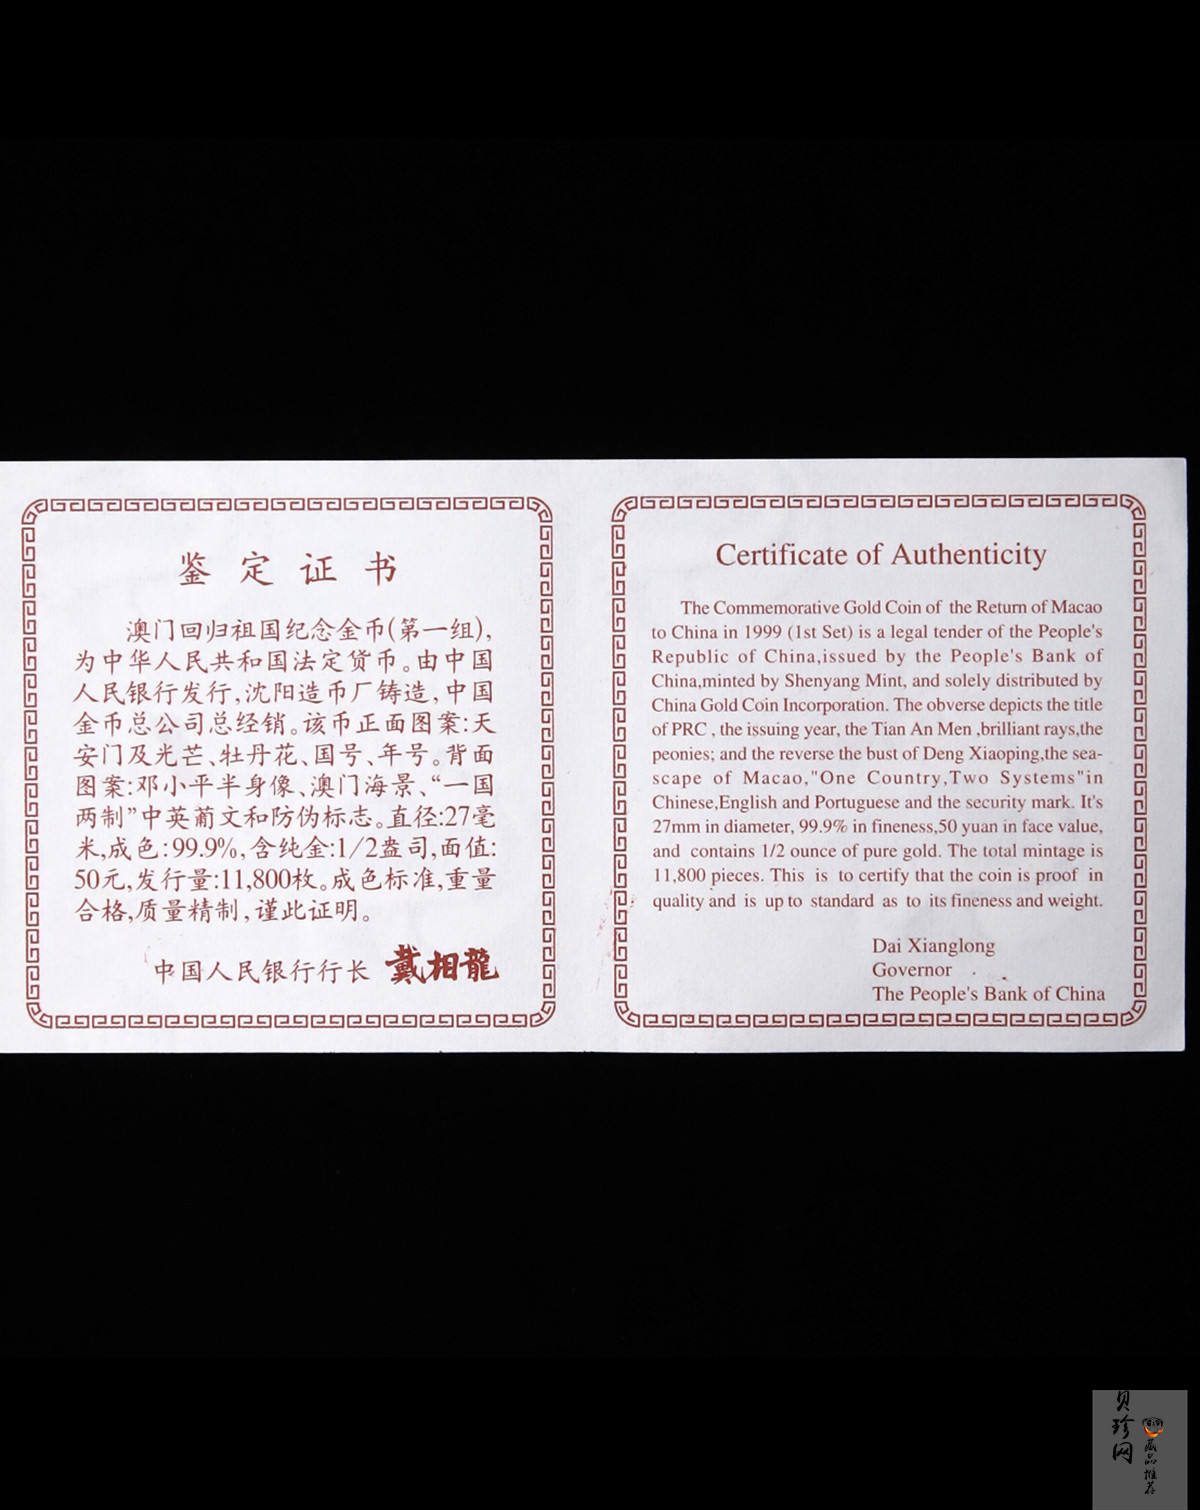 鉴定证书
澳门回归祖国纪念金币(第一组),
为中华人民共和国法定货币。由中国
人民银行发行,沈阳造币厂铸造,中国
金币总公司总经销。该币正面图案:天
安门及光芒、牡丹花、国号、年号。背面
图案:邓小平半身像、澳门海景、“一国
两制”中英葡文和防伪标志。直径:27毫
米,成色:99.9%,含纯金:1/2盎司,面值:
50元,发行量:11,800枚。成色标准,重量
合格,质量精制,谨此证明。
中国人民银行行长 戴相龍
Certificate of Authenticity
The Commemorative Gold Coin of the Return of Macao
to China in 1999 (1st Set) is a legal tender of the People's
Republic of China,issued by the People's Bank of
China,minted by Shenyang Mint, and solely distributed by
China Gold Coin Incorporation. The obverse depicts the title
of PRC , the issuing year, the Tian An Men ,brilliant rays,the
peonies; and the reverse the bust of Deng Xiaoping,the sea-
scape of Macao,"One Country,Two Systems"in
Chinese,English and Portuguese and the security mark. It's
27mm in diameter, 99.9% in fineness,50 yuan in face value,
and contains 1/2 ounce of pure gold. The total mintage is
11,800 pieces. This is to certify that the coin is proof in
quality and is up to standard as to its fineness and weight.
Dai Xianglong
Governor
The People's Bank of China
贝珍网
藏品推荐